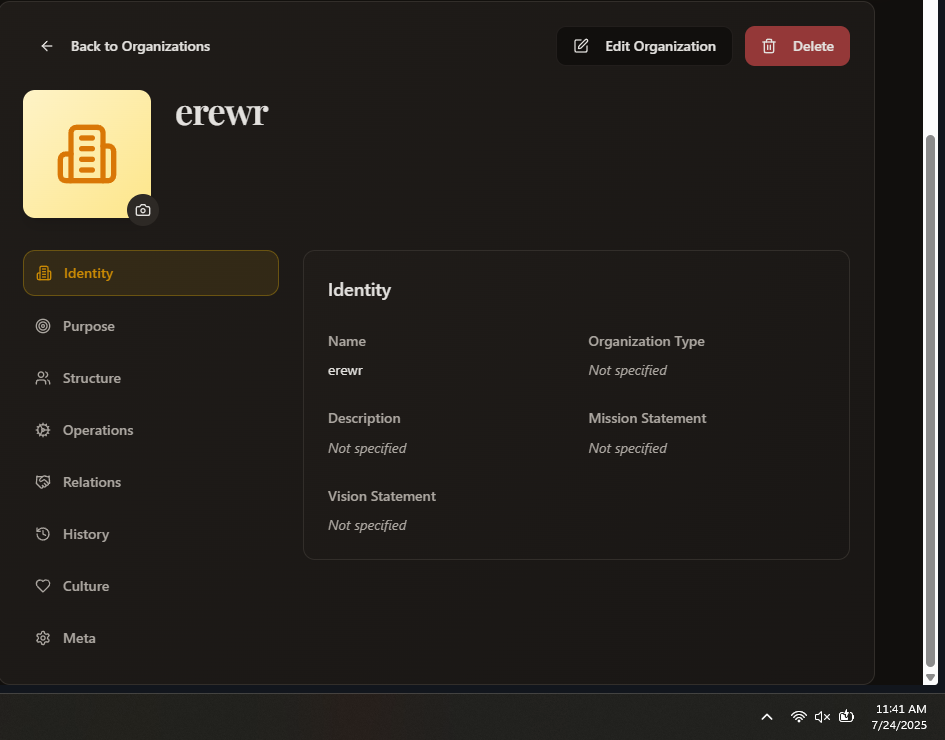 Back to Organizations
Edit Organization
Delete
erewr
Identity
Purpose
Structure
Operations
Relations
History
Culture
Meta
Identity
Name
erewr
Organization Type
Not specified
Description
Not specified
Mission Statement
Not specified
Vision Statement
Not specified
11:41 AM
7/24/2025